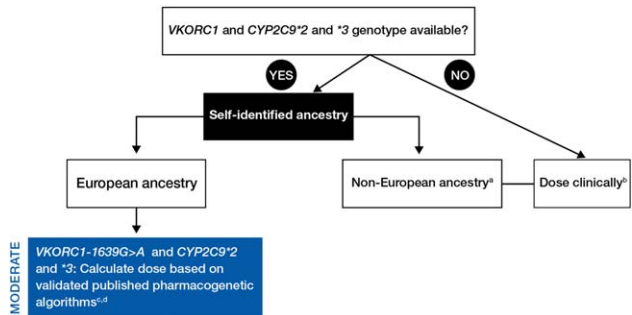 VKORC1 and CYP2C9*2 and *3 genotype available?
YES
NO
Self-identified ancestry
European ancestry
Non-European ancestryᵃ
Dose clinicallyᵇ
MODERATE
VKORC1-1639G>A and CYP2C9*2
and *3: Calculate dose based on
validated published pharmacogenetic
algorithmsᶜ,ᵈ